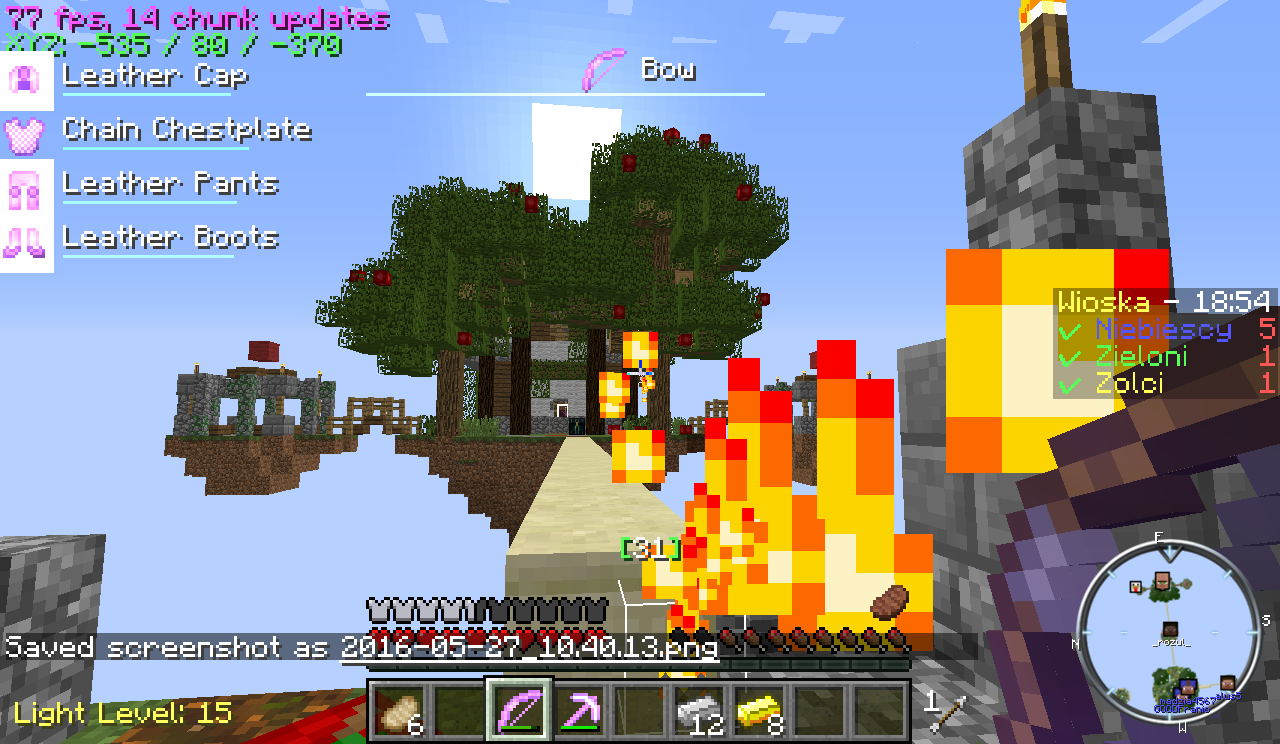 77 fps, 14 chunk updates
XYZ: -535 / 80 / -370
Leather Cap
Bow
Chain Chestplate
Leather Pants
Leather Boots
Wioska - 18:54
✓ Niebiescy 5
✓ Zieloni 1
✓ Zolci 1
[31]
E
S
N
_rozul_
W
Saved screenshot as 2016-05-27_10.40.13.png
Light Level: 15
6
12
8
1